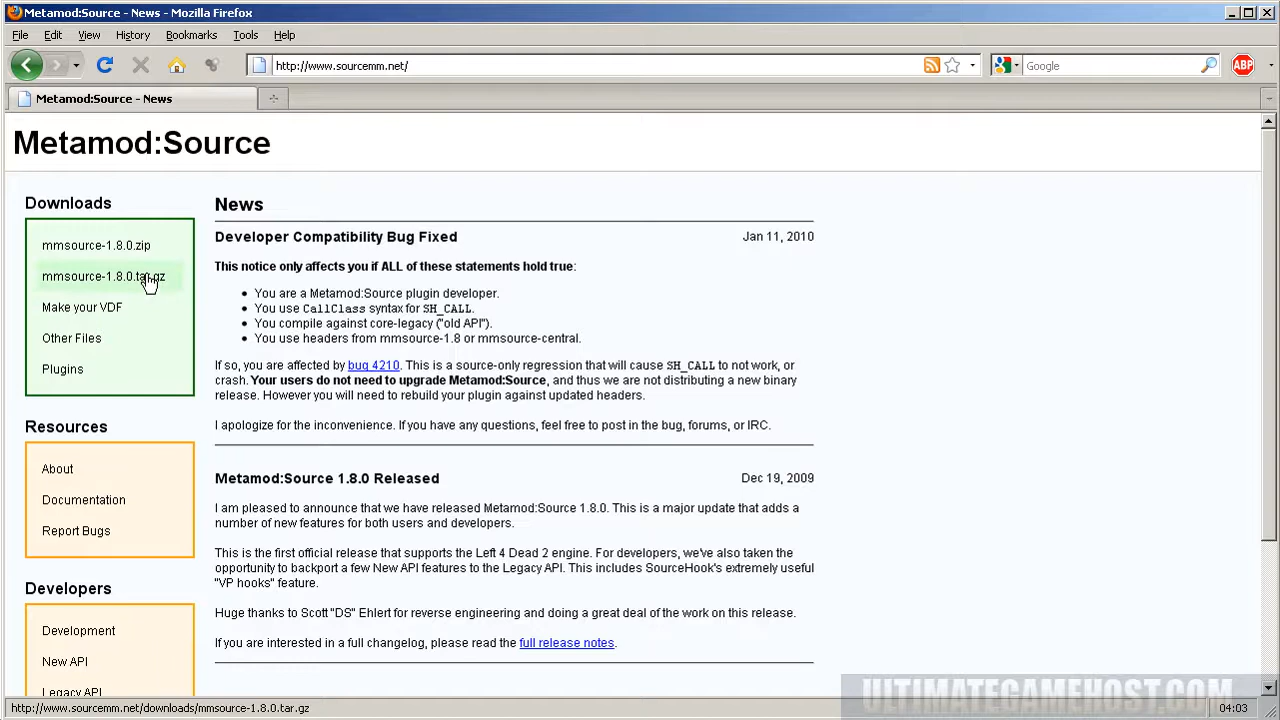 Metamod:Source - News - Mozilla Firefox
File Edit View History Bookmarks Tools Help
http://www.sourcemm.net/
Google
ABP
Metamod:Source - News
Metamod:Source
Downloads
mmsource-1.8.0.zip
mmsource-1.8.0.tar.gz
Make your VDF
Other Files
Plugins
Resources
About
Documentation
Report Bugs
Developers
Development
New API
Legacy API
News
Developer Compatibility Bug Fixed Jan 11, 2010
This notice only affects you if ALL of these statements hold true:
• You are a Metamod:Source plugin developer.
• You use CallClass syntax for SH_CALL.
• You compile against core-legacy ("old API").
• You use headers from mmsource-1.8 or mmsource-central.
If so, you are affected by bug 4210. This is a source-only regression that will cause SH_CALL to not work, or
crash. Your users do not need to upgrade Metamod:Source, and thus we are not distributing a new binary
release. However you will need to rebuild your plugin against updated headers.
I apologize for the inconvenience. If you have any questions, feel free to post in the bug, forums, or IRC.
Metamod:Source 1.8.0 Released Dec 19, 2009
I am pleased to announce that we have released Metamod:Source 1.8.0. This is a major update that adds a
number of new features for both users and developers.
This is the first official release that supports the Left 4 Dead 2 engine. For developers, we've also taken the
opportunity to backport a few New API features to the Legacy API. This includes SourceHook's extremely useful
"VP hooks" feature.
Huge thanks to Scott "DS" Ehlert for reverse engineering and doing a great deal of the work on this release.
If you are interested in a full changelog, please read the full release notes.
ULTIMATEGAMEHOST.COM
http://www.sourcemm.net/downloads/mmsource-1.8.0.tar.gz
04:03